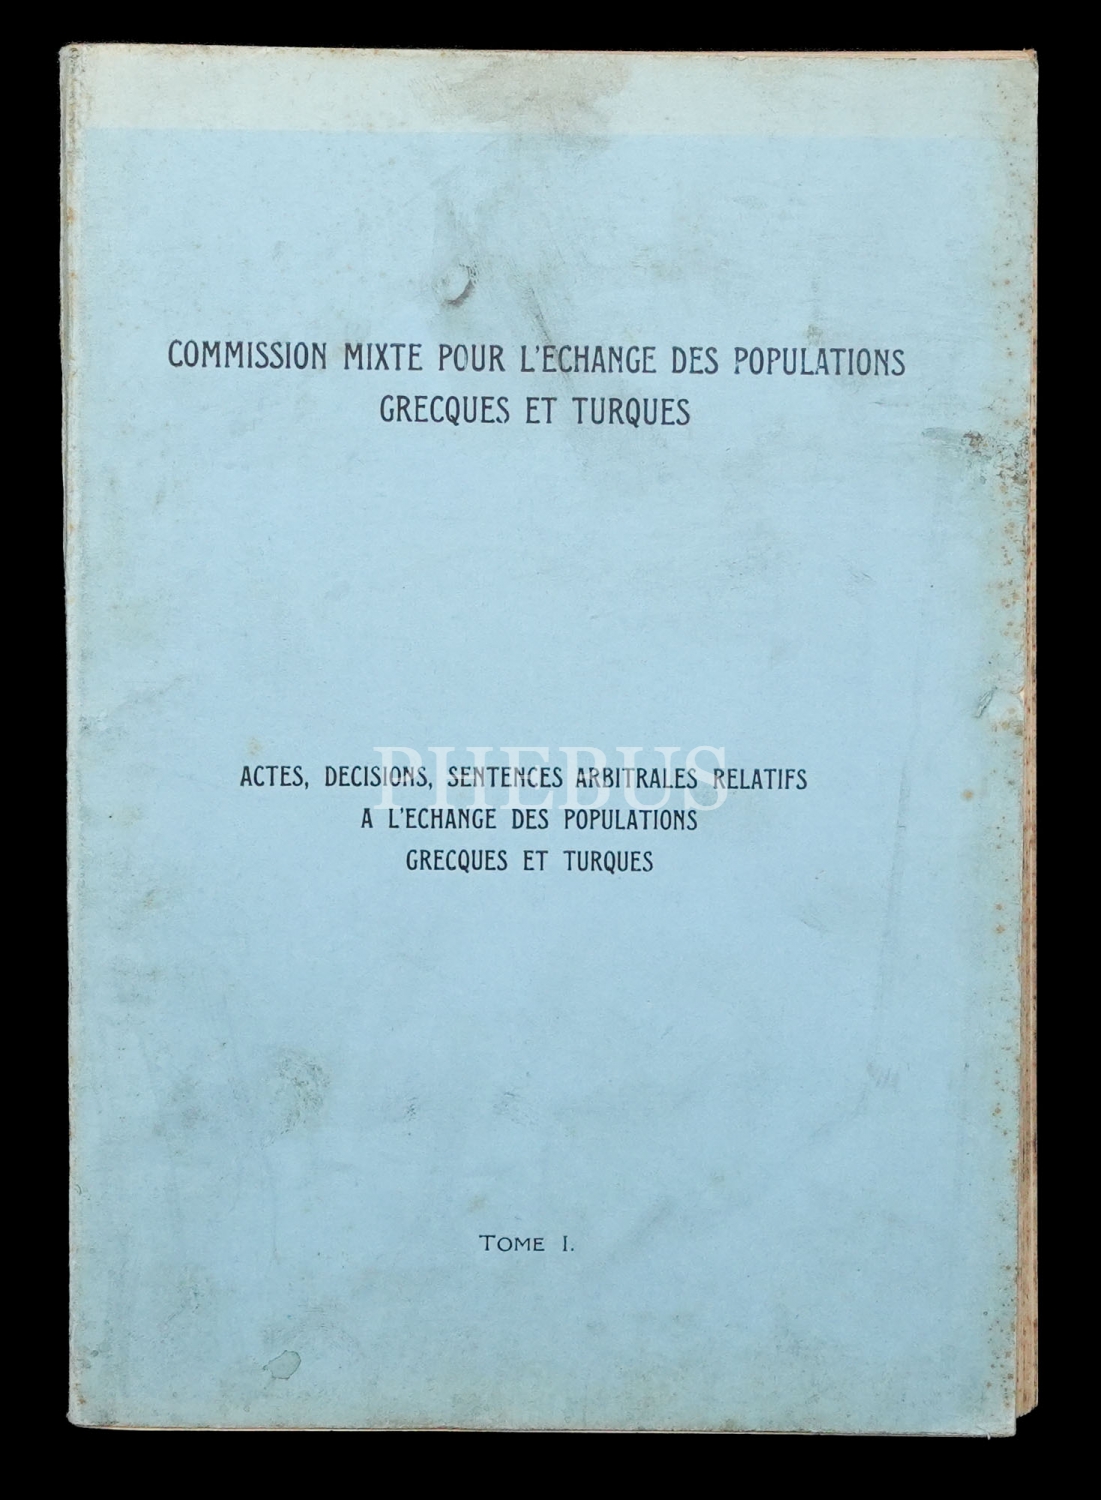 COMMISSION MIXTE POUR L'ECHANGE DES POPULATIONS
GRECQUES ET TURQUES
PHEBUS
ACTES, DECISIONS, SENTENCES ARBITRALES RELATIFS
A L'ECHANGE DES POPULATIONS
GRECQUES ET TURQUES
TOME I.